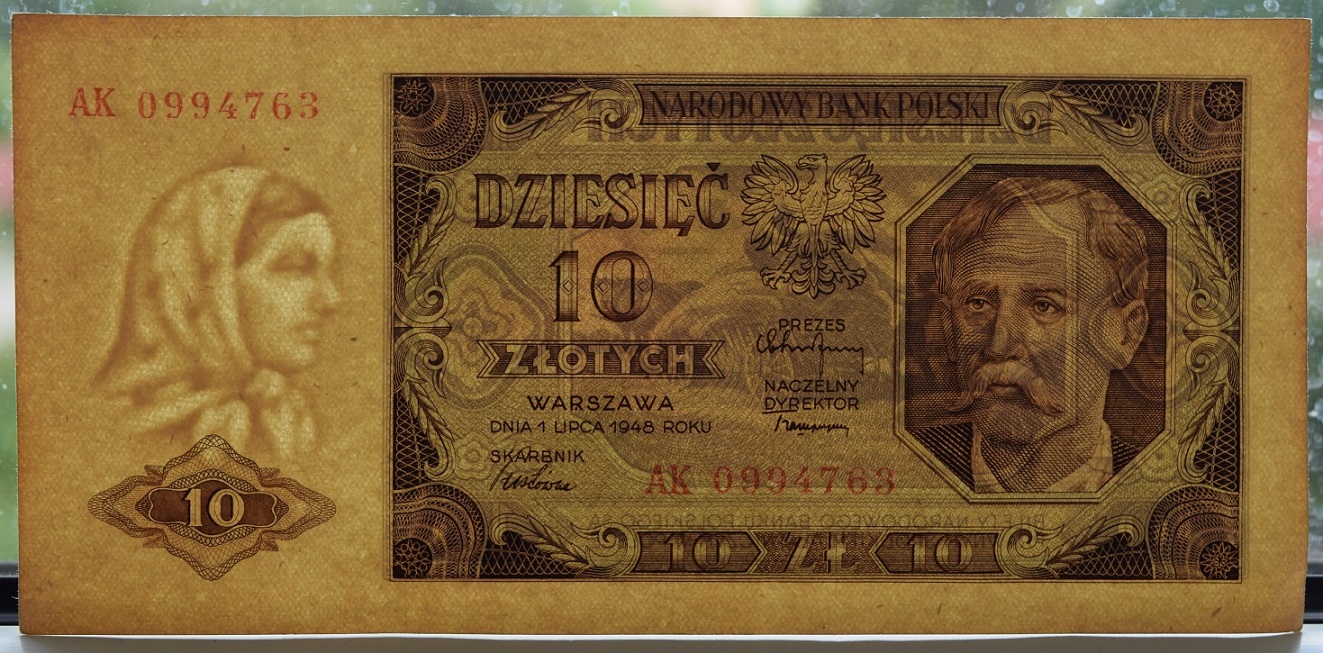 AK 0994763
NARODOWY BANK POLSKI
DZIESIĘĆ
10
ZŁOTYCH
PREZES
NACZELNY
DYREKTOR
WARSZAWA
DNIA 1 LIPCA 1948 ROKU
SKARBNIK
AK 0994763
10
10 ZŁ 10